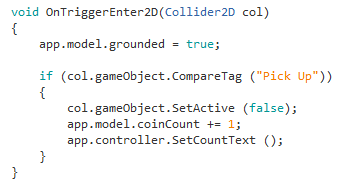 void OnTriggerEnter2D(Collider2D col)
{
    app.model.grounded = true;

    if (col.gameObject.CompareTag ("Pick Up"))
    {
        col.gameObject.SetActive (false);
        app.model.coinCount += 1;
        app.controller.SetCountText ();
    }
}